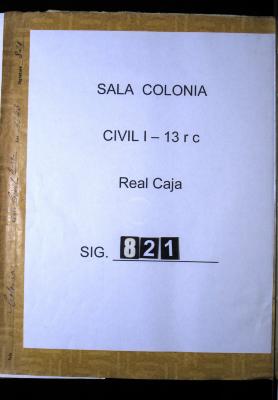 SALA COLONIA
CIVIL I – 13 r c
Real Caja
SIG. 821